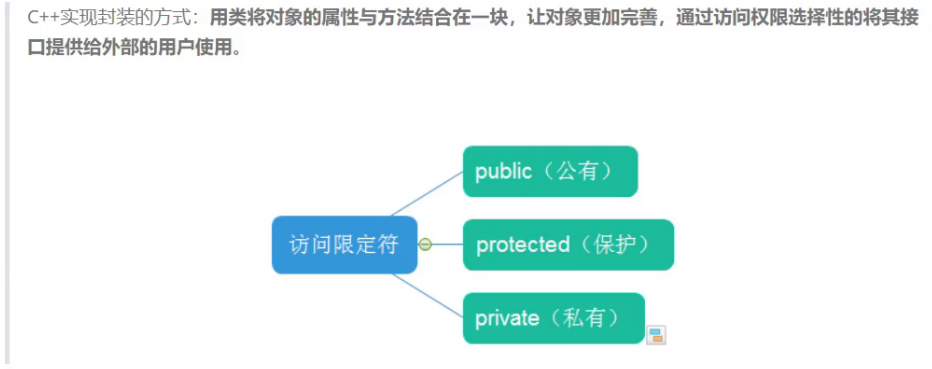 C++实现封装的方式：用类将对象的属性与方法结合在一块，让对象更加完善，通过访问权限选择性的将其接
口提供给外部的用户使用。
public（公有）
访问限定符
protected（保护）
private（私有）